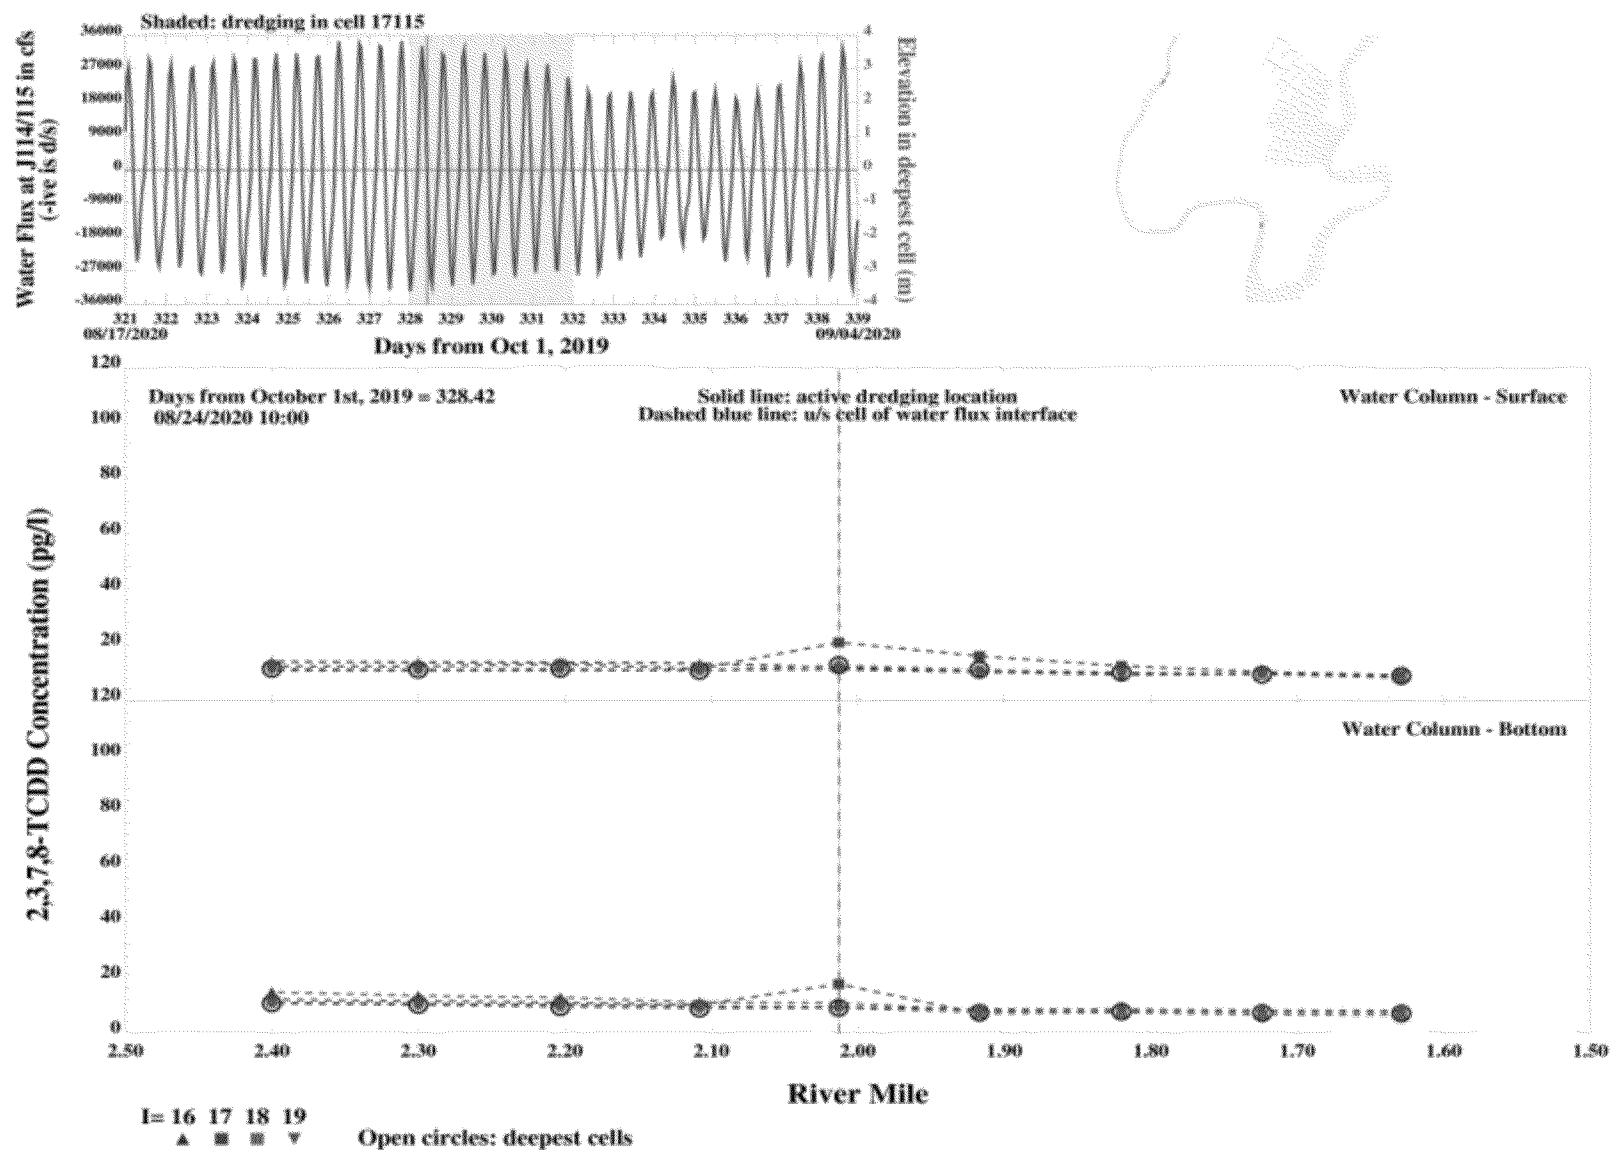 Shaded: dredging in cell 17115
Water Flux at J114/115 in cfs
(-ive is d/s)
36000
27000
18000
9000
0
-9000
-18000
-27000
-36000
4
3
2
1
0
-1
-2
-3
-4
Elevation in deepest cell (m)
321 322 323 324 325 326 327 328 329 330 331 332 333 334 335 336 337 338 339
08/17/2020 09/04/2020
Days from Oct 1, 2019
2,3,7,8-TCDD Concentration (pg/l)
120
100
80
60
40
20
Days from October 1st, 2019 = 328.42
08/24/2020 10:00
Solid line: active dredging location
Dashed blue line: u/s cell of water flux interface
Water Column - Surface
120
100
80
60
40
20
0
Water Column - Bottom
2.50 2.40 2.30 2.20 2.10 2.00 1.90 1.80 1.70 1.60 1.50
River Mile
I= 16 17 18 19
Open circles: deepest cells